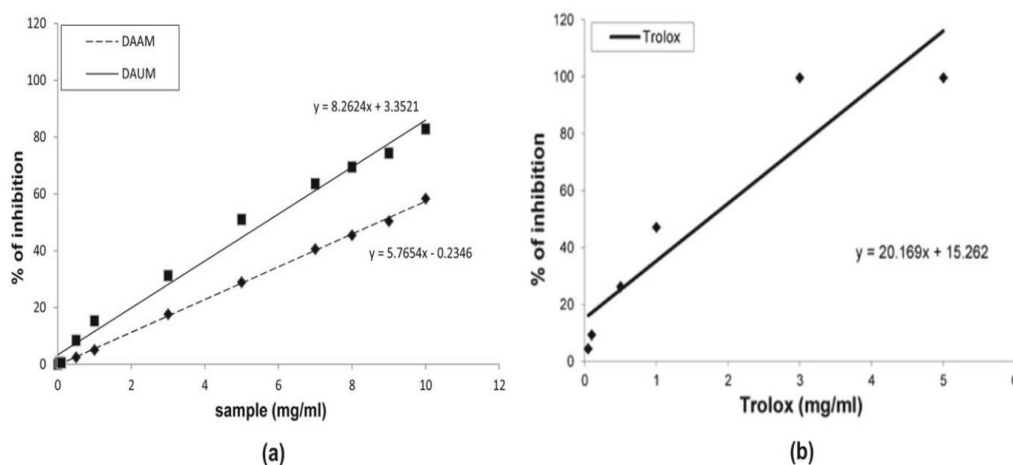 120
100
80
60
40
20
0
% of inhibition
DAAM
DAUM
y = 8.2624x + 3.3521
y = 5.7654x - 0.2346
0 2 4 6 8 10 12
sample (mg/ml)
(a)
120
100
80
60
40
20
0
% of inhibition
Trolox
y = 20.169x + 15.262
0 1 2 3 4 5 6
Trolox (mg/ml)
(b)